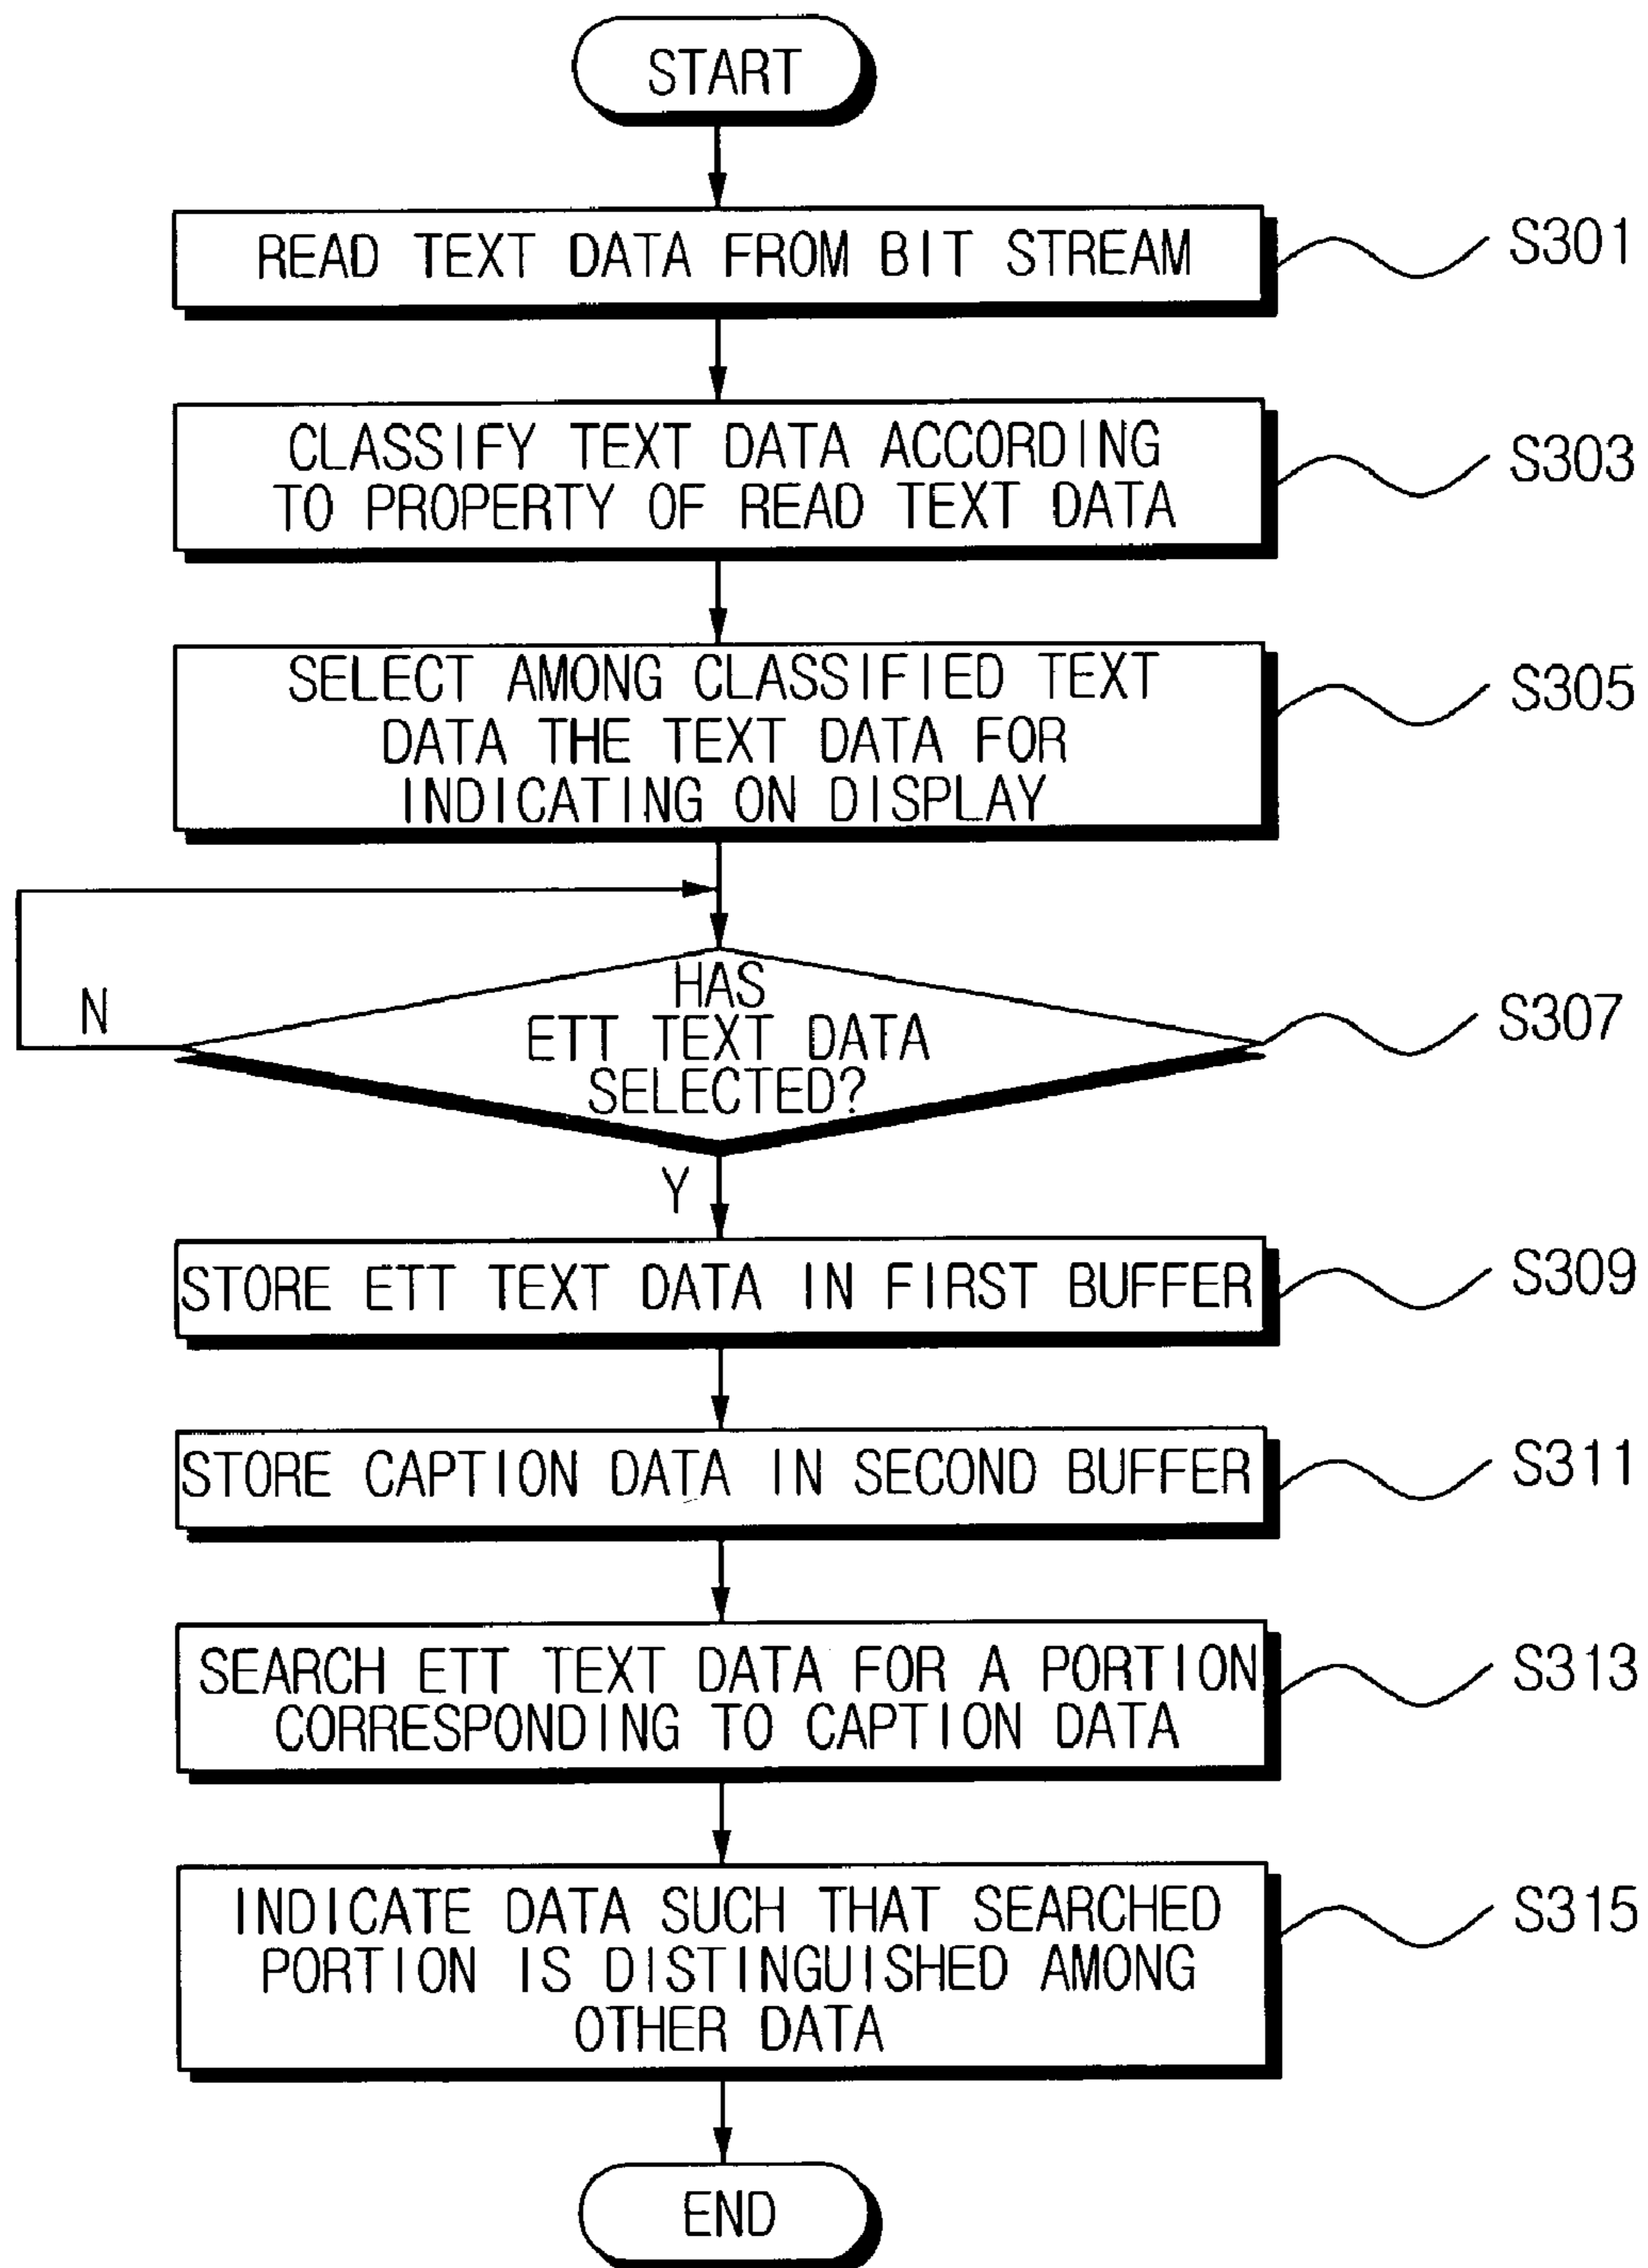 START
READ TEXT DATA FROM BIT STREAM
S301
CLASSIFY TEXT DATA ACCORDING
TO PROPERTY OF READ TEXT DATA
S303
SELECT AMONG CLASSIFIED TEXT
DATA THE TEXT DATA FOR
INDICATING ON DISPLAY
S305
HAS
ETT TEXT DATA
SELECTED?
S307
N
Y
STORE ETT TEXT DATA IN FIRST BUFFER
S309
STORE CAPTION DATA IN SECOND BUFFER
S311
SEARCH ETT TEXT DATA FOR A PORTION
CORRESPONDING TO CAPTION DATA
S313
INDICATE DATA SUCH THAT SEARCHED
PORTION IS DISTINGUISHED AMONG
OTHER DATA
S315
END